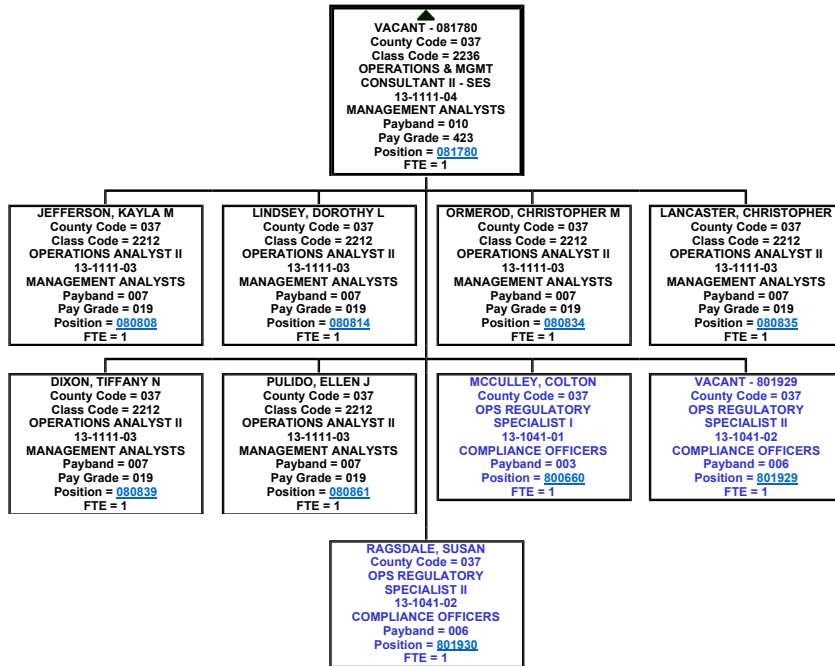 VACANT - 081780
County Code = 037
Class Code = 2236
OPERATIONS & MGMT
CONSULTANT II - SES
13-1111-04
MANAGEMENT ANALYSTS
Payband = 010
Pay Grade = 423
Position = 081780
FTE = 1
JEFFERSON, KAYLA M
County Code = 037
Class Code = 2212
OPERATIONS ANALYST II
13-1111-03
MANAGEMENT ANALYSTS
Payband = 007
Pay Grade = 019
Position = 080808
FTE = 1
LINDSEY, DOROTHY L
County Code = 037
Class Code = 2212
OPERATIONS ANALYST II
13-1111-03
MANAGEMENT ANALYSTS
Payband = 007
Pay Grade = 019
Position = 080814
FTE = 1
ORMEROD, CHRISTOPHER M
County Code = 037
Class Code = 2212
OPERATIONS ANALYST II
13-1111-03
MANAGEMENT ANALYSTS
Payband = 007
Pay Grade = 019
Position = 080834
FTE = 1
LANCASTER, CHRISTOPHER
County Code = 037
Class Code = 2212
OPERATIONS ANALYST II
13-1111-03
MANAGEMENT ANALYSTS
Payband = 007
Pay Grade = 019
Position = 080835
FTE = 1
DIXON, TIFFANY N
County Code = 037
Class Code = 2212
OPERATIONS ANALYST II
13-1111-03
MANAGEMENT ANALYSTS
Payband = 007
Pay Grade = 019
Position = 080839
FTE = 1
PULIDO, ELLEN J
County Code = 037
Class Code = 2212
OPERATIONS ANALYST II
13-1111-03
MANAGEMENT ANALYSTS
Payband = 007
Pay Grade = 019
Position = 080861
FTE = 1
MCCULLEY, COLTON
County Code = 037
OPS REGULATORY
SPECIALIST I
13-1041-01
COMPLIANCE OFFICERS
Payband = 003
Position = 800660
FTE = 1
VACANT - 801929
County Code = 037
OPS REGULATORY
SPECIALIST II
13-1041-02
COMPLIANCE OFFICERS
Payband = 006
Position = 801929
FTE = 1
RAGSDALE, SUSAN
County Code = 037
OPS REGULATORY
SPECIALIST II
13-1041-02
COMPLIANCE OFFICERS
Payband = 006
Position = 801930
FTE = 1